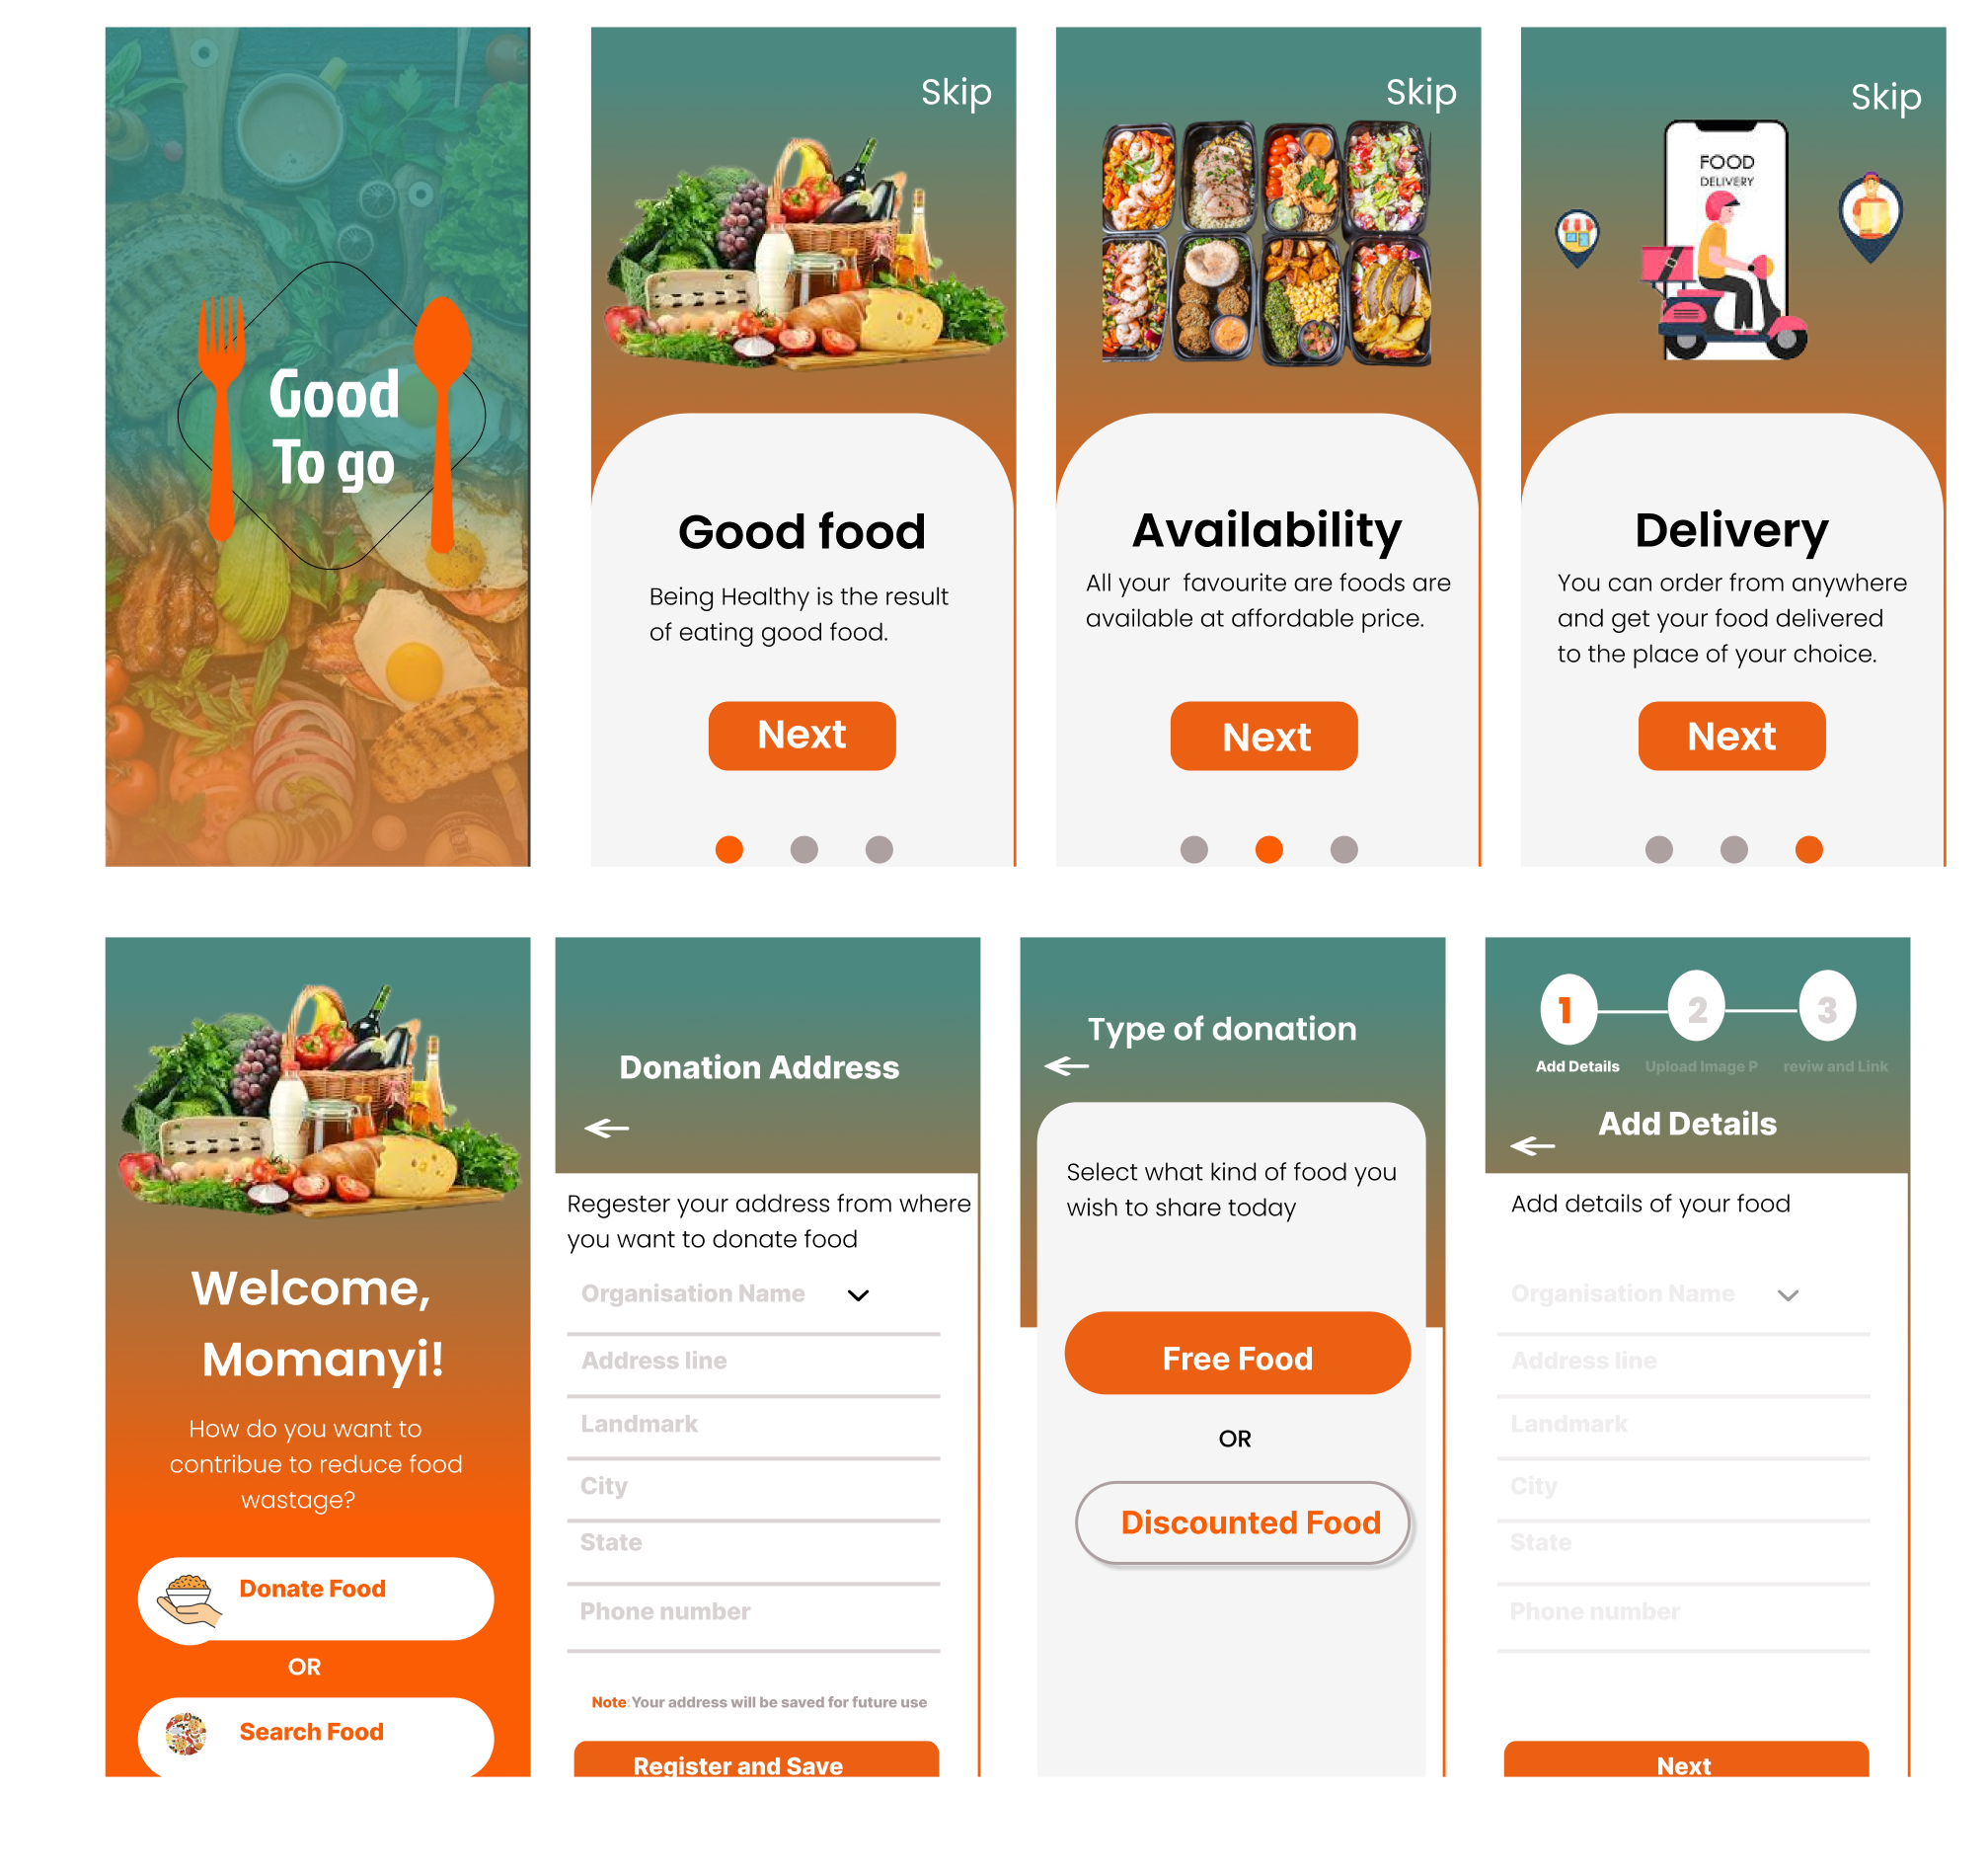 Good
To go
Skip
Good food
Being Healthy is the result
of eating good food.
Next
Skip
Availability
All your  favourite are foods are
available at affordable price.
Next
Skip
FOOD
DELIVERY
Delivery
You can order from anywhere
and get your food delivered
to the place of your choice.
Next
Welcome,
Momanyi!
How do you want to
contribue to reduce food
wastage?
Donate Food
OR
Search Food
Donation Address
Regester your address from where
you want to donate food
Organisation Name
Address line
Landmark
City
State
Phone number
Note:Your address will be saved for future use
Register and Save
Type of donation
Select what kind of food you
wish to share today
Free Food
OR
Discounted Food
1 2 3
Add Details Upload Image P reviw and Link
Add Details
Add details of your food
Organisation Name
Address line
Landmark
City
State
Phone number
Next